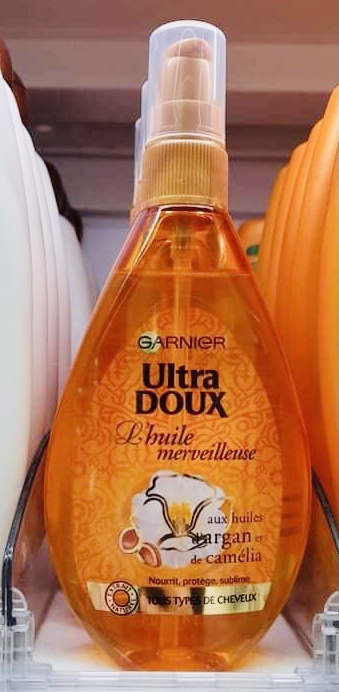 GARNIER
Ultra
DOUX
L'huile
merveilleuse
aux huiles
d'argan et
de camélia
Nourrit, protège, sublime
TOUS TYPES DE CHEVEUX